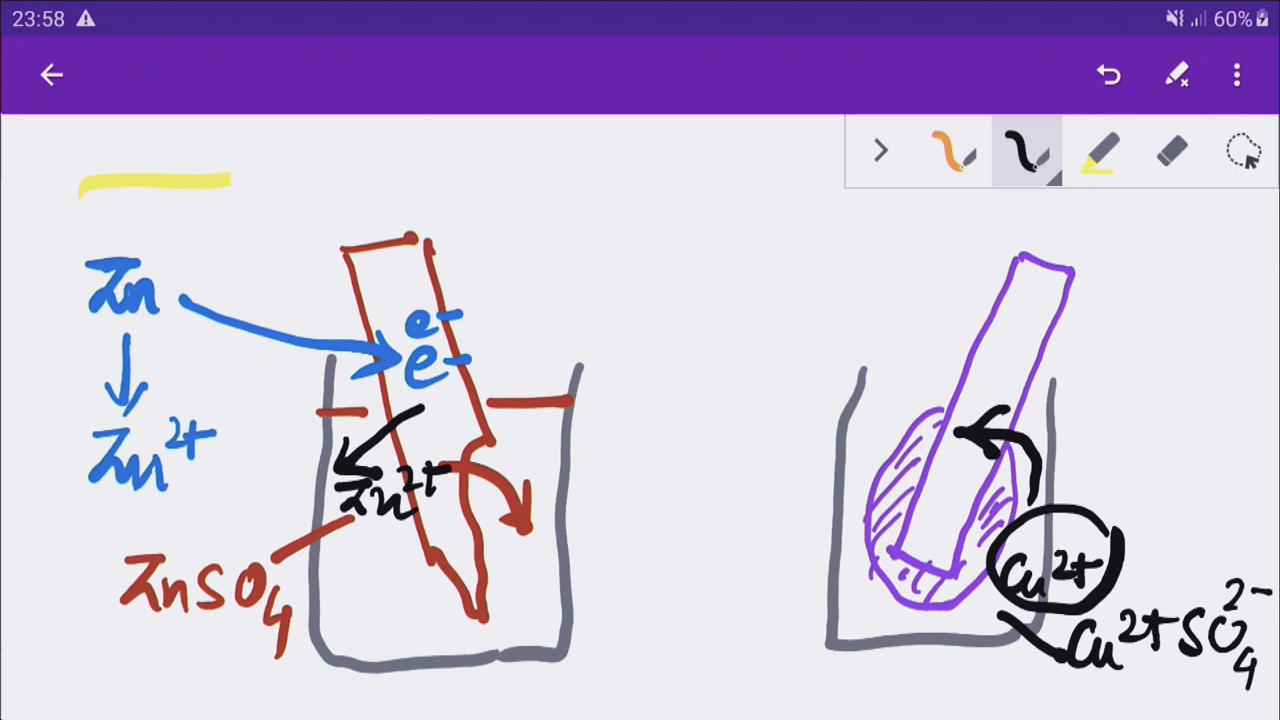 23:58
60%
Zn
Zn²⁺
e⁻
e⁻
Zn²⁺
ZnSO₄
Cu²⁺
Cu²⁺SO₄²⁻